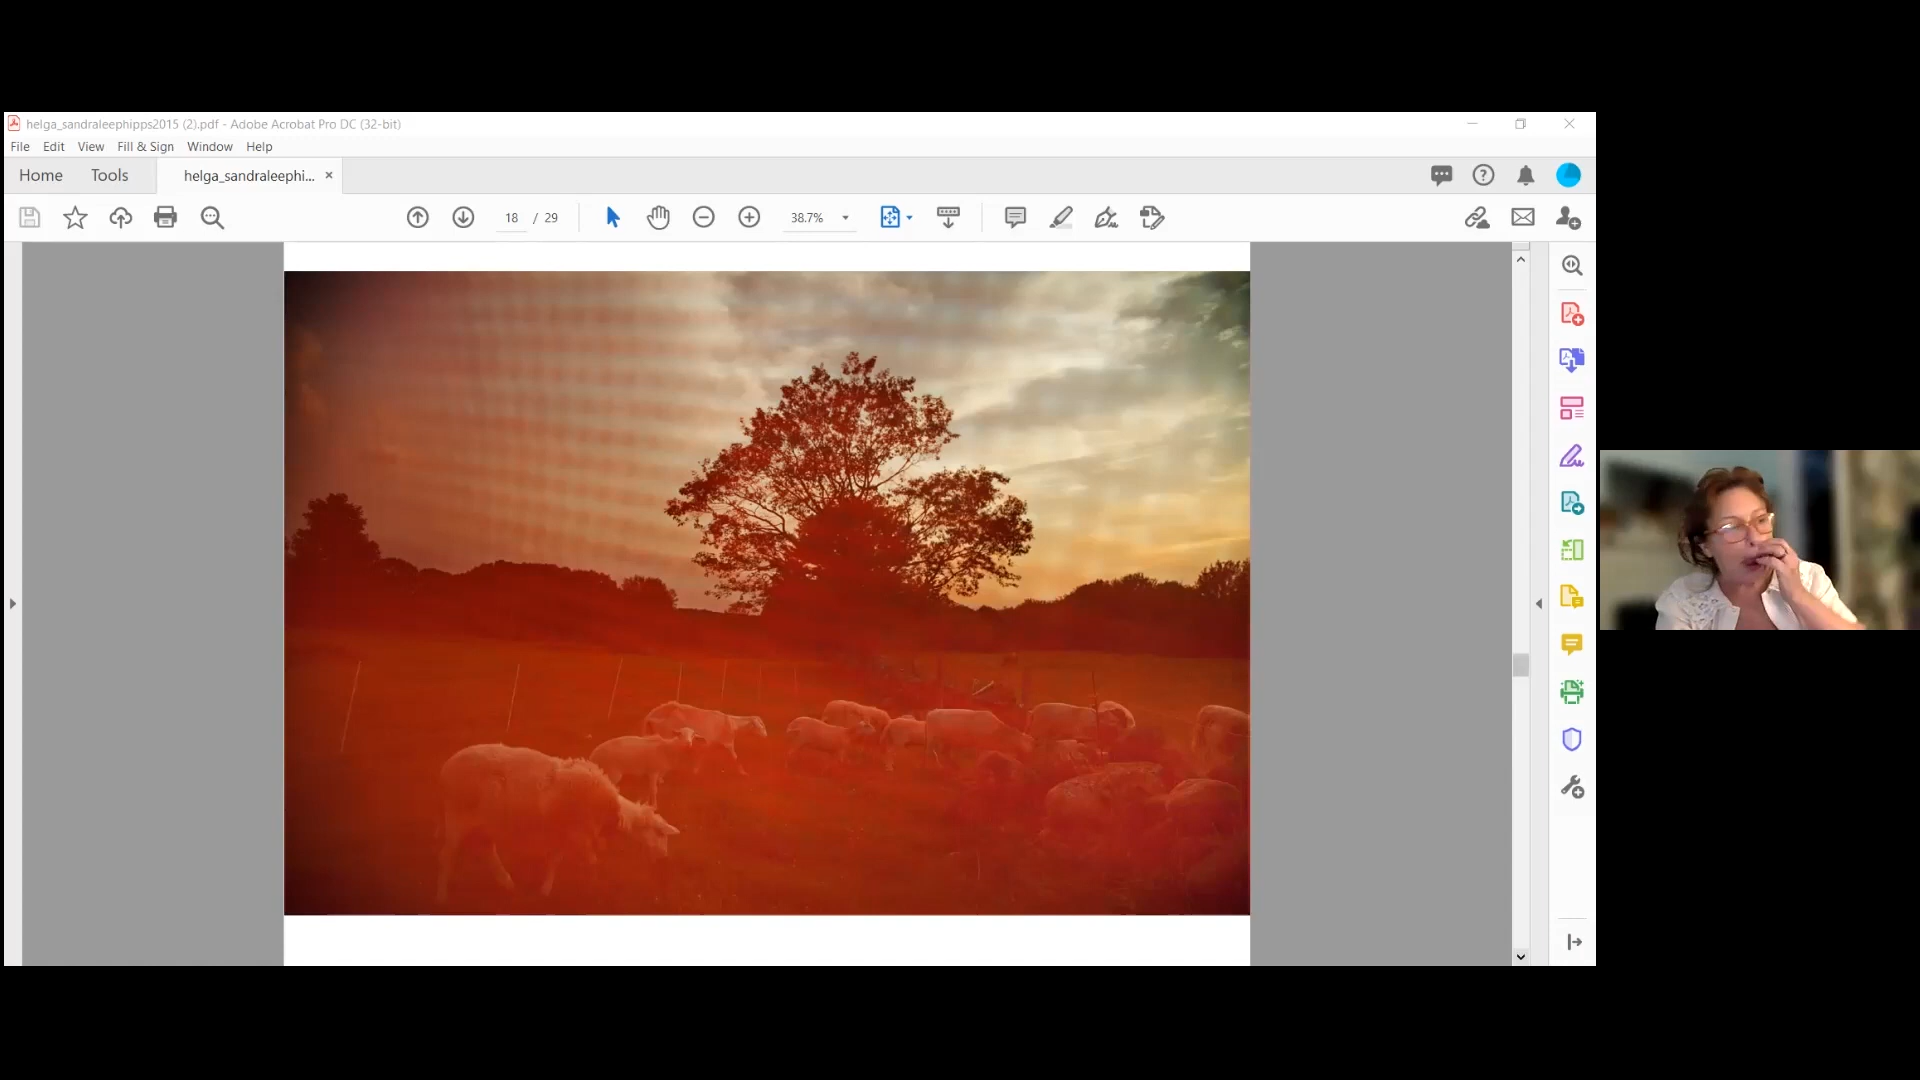 helga_sandraleephipps2015 (2).pdf - Adobe Acrobat Pro DC (32-bit)
File Edit View Fill & Sign Window Help
Home Tools helga_sandraleephi... ×
18 / 29 38.7%